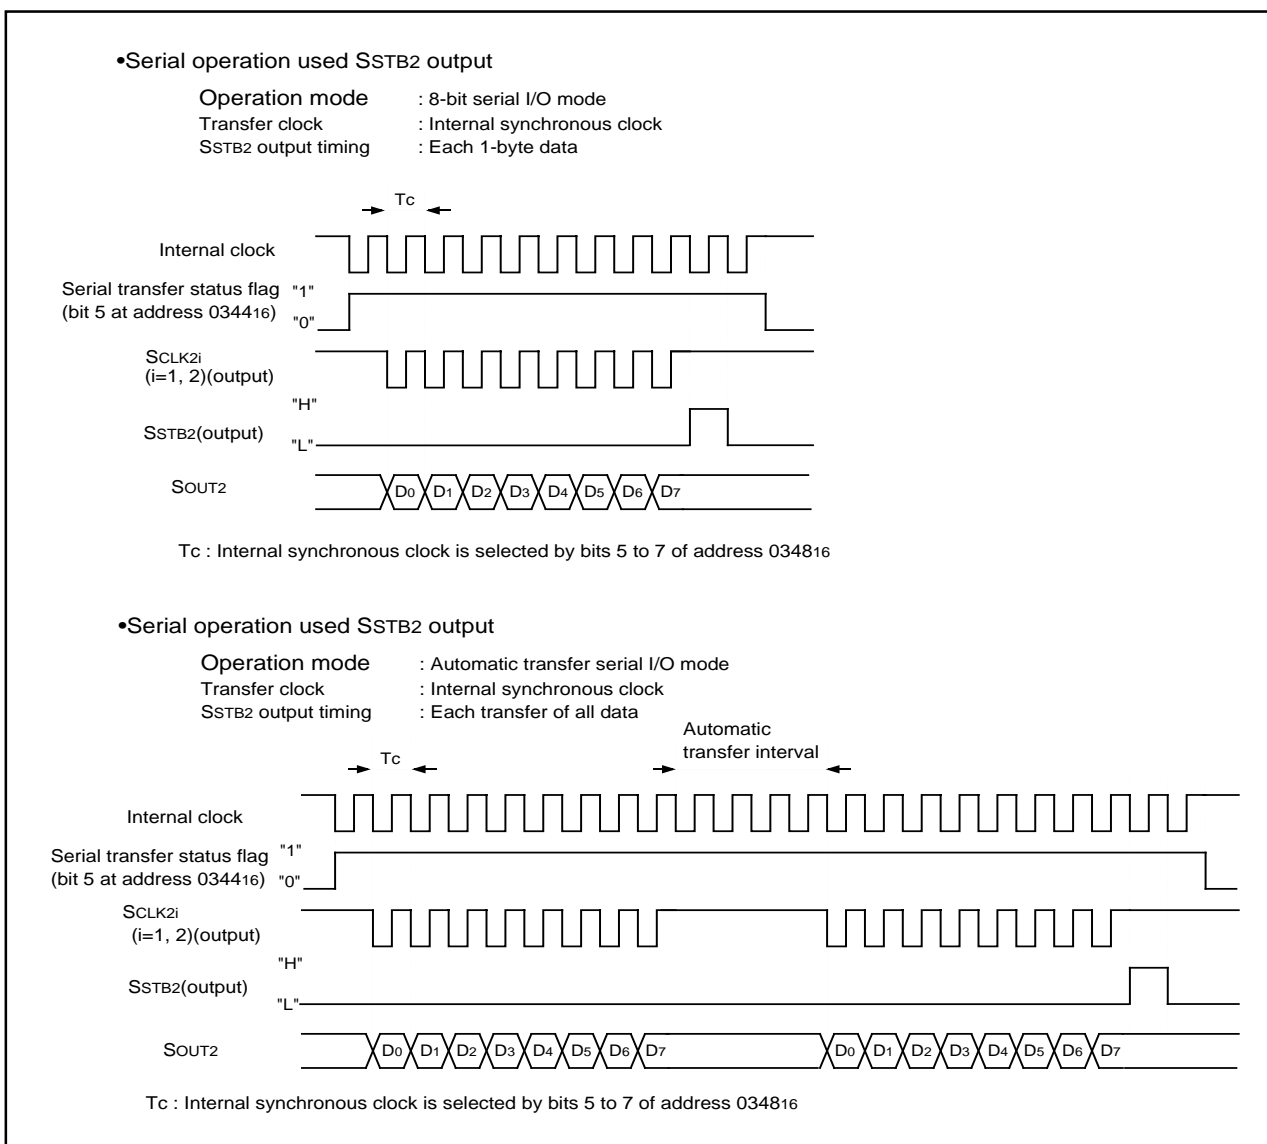 •Serial operation used SSTB2 output
Operation mode : 8-bit serial I/O mode
Transfer clock : Internal synchronous clock
SSTB2 output timing : Each 1-byte data
Tc
Internal clock
Serial transfer status flag "1"
(bit 5 at address 034416) "0"
SCLK2i
(i=1, 2)(output)
"H"
SSTB2(output)
"L"
SOUT2 D0 D1 D2 D3 D4 D5 D6 D7
Tc : Internal synchronous clock is selected by bits 5 to 7 of address 034816
•Serial operation used SSTB2 output
Operation mode : Automatic transfer serial I/O mode
Transfer clock : Internal synchronous clock
SSTB2 output timing : Each transfer of all data
Automatic
transfer interval
Tc
Internal clock
Serial transfer status flag "1"
(bit 5 at address 034416) "0"
SCLK2i
(i=1, 2)(output)
"H"
SSTB2(output)
"L"
SOUT2 D0 D1 D2 D3 D4 D5 D6 D7 D0 D1 D2 D3 D4 D5 D6 D7
Tc : Internal synchronous clock is selected by bits 5 to 7 of address 034816